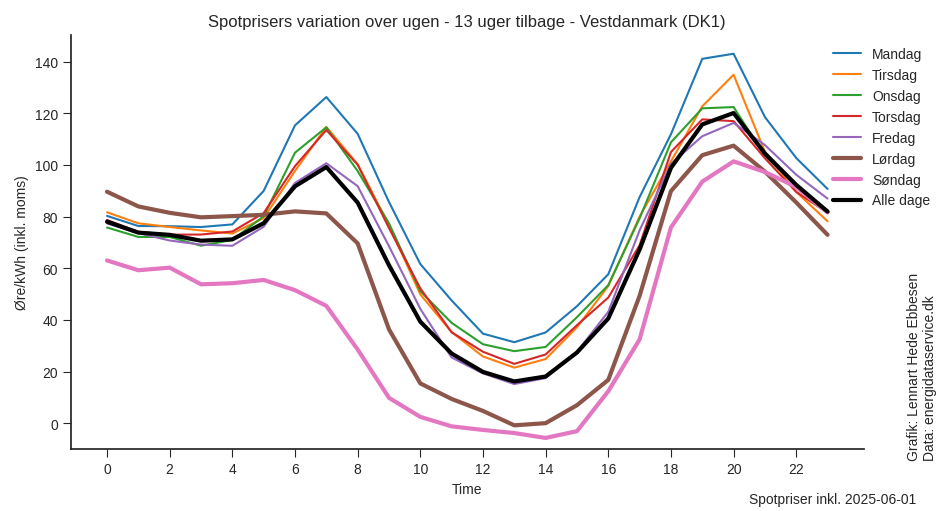 Spotprisers variation over ugen - 13 uger tilbage - Vestdanmark (DK1)
Øre/kWh (inkl. moms)
140
120
100
80
60
40
20
0
0 2 4 6 8 10 12 14 16 18 20 22
Time
Mandag
Tirsdag
Onsdag
Torsdag
Fredag
Lørdag
Søndag
Alle dage
Grafik: Lennart Hede Ebbesen
Data: energidataservice.dk
Spotpriser inkl. 2025-06-01